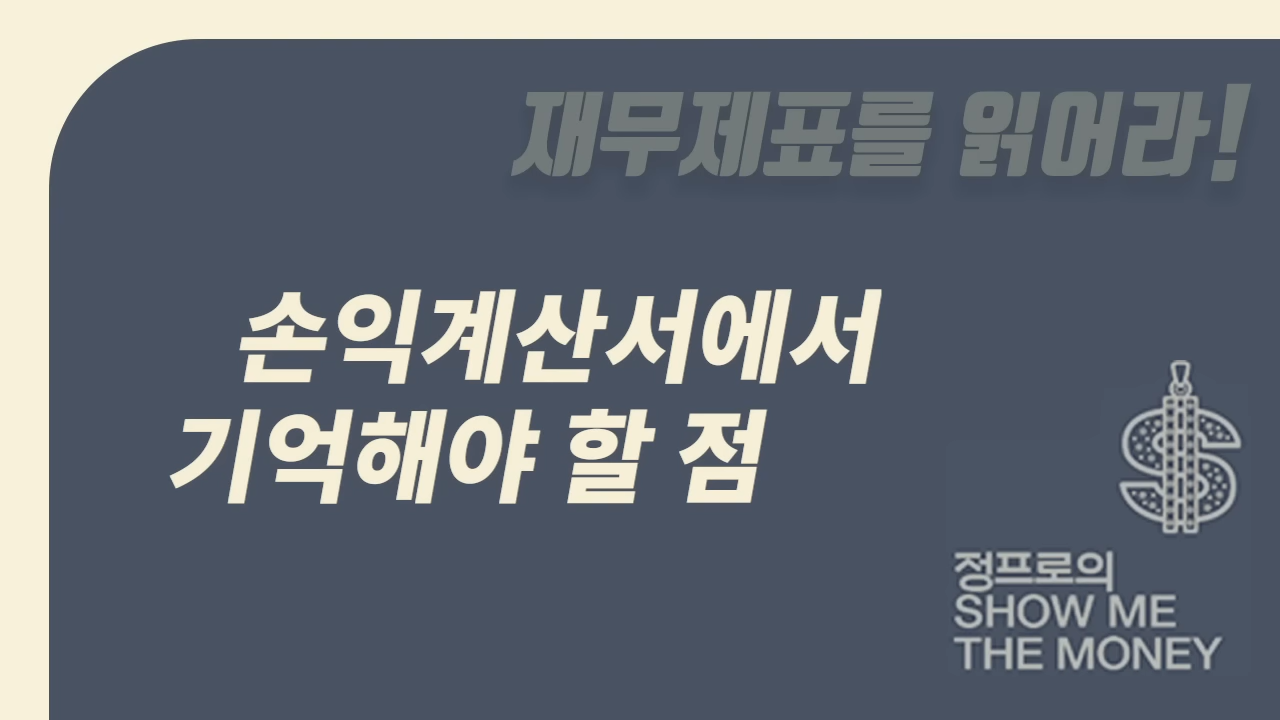 재무제표를 읽어라!
손익계산서에서
기억해야 할 점
정프로의
SHOW ME
THE MONEY